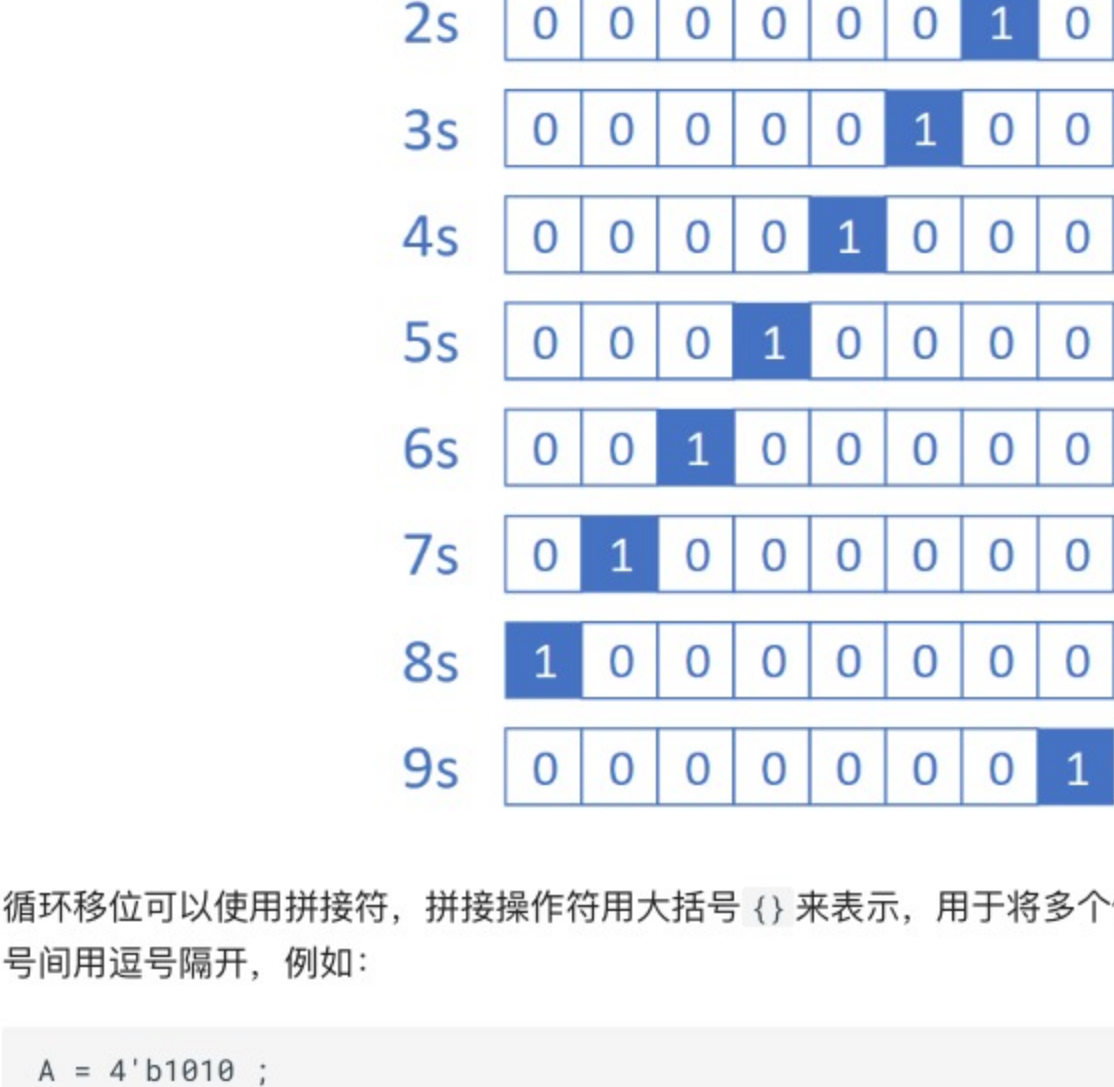 2s 0 0 0 0 0 0 1 0
3s 0 0 0 0 0 1 0 0
4s 0 0 0 0 1 0 0 0
5s 0 0 0 1 0 0 0 0
6s 0 0 1 0 0 0 0 0
7s 0 1 0 0 0 0 0 0
8s 1 0 0 0 0 0 0 0
9s 0 0 0 0 0 0 0 1
循环移位可以使用拼接符，拼接操作符用大括号 {} 来表示，用于将多个
号间用逗号隔开，例如：
A = 4'b1010 ;